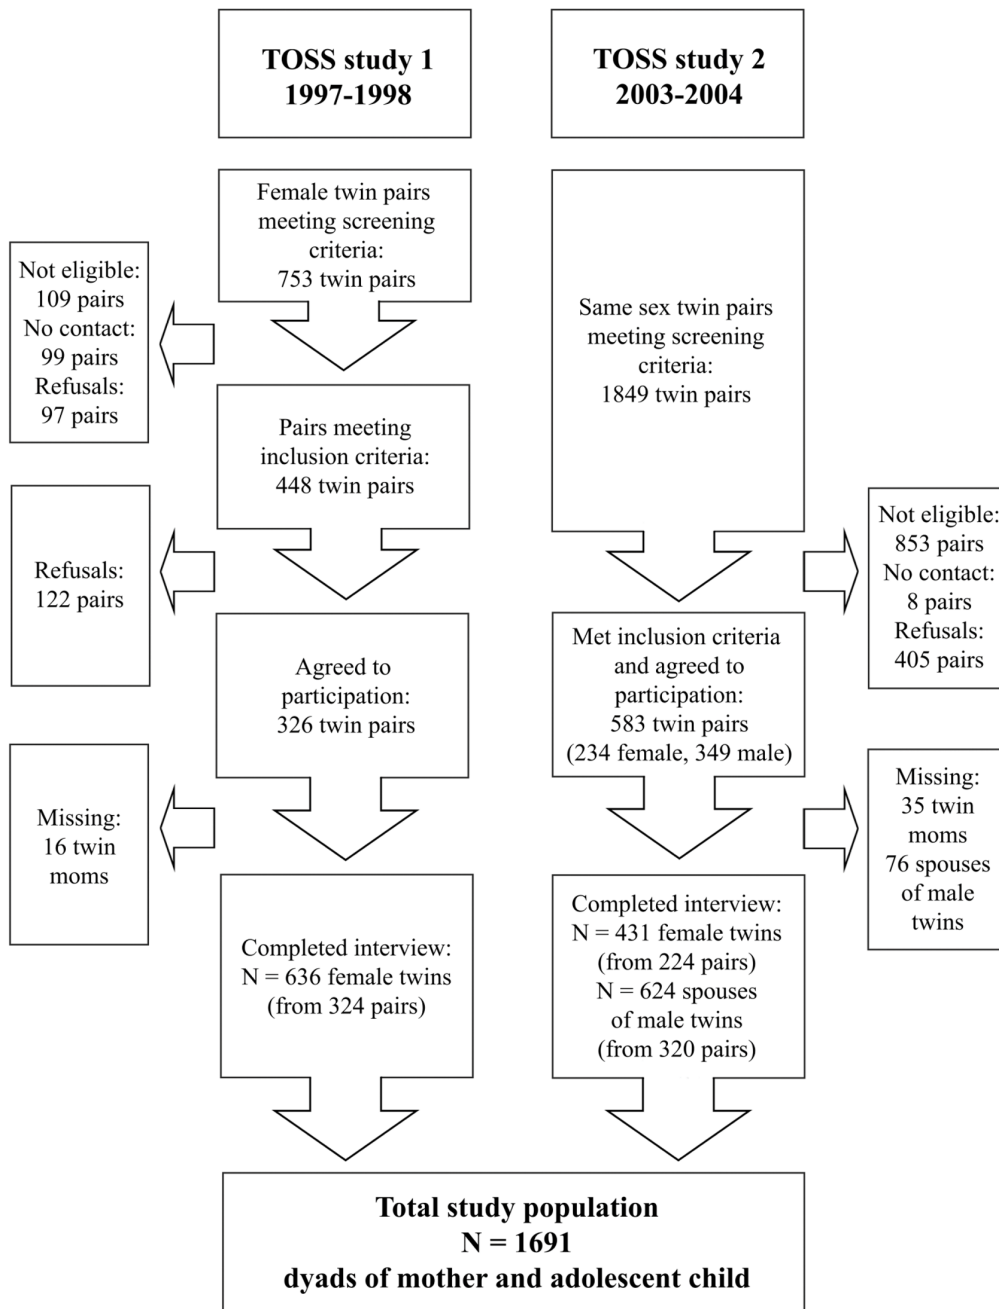 TOSS study 1
1997-1998
TOSS study 2
2003-2004
Female twin pairs
meeting screening
criteria:
753 twin pairs
Not eligible:
109 pairs
No contact:
99 pairs
Refusals:
97 pairs
Same sex twin pairs
meeting screening
criteria:
1849 twin pairs
Pairs meeting
inclusion criteria:
448 twin pairs
Not eligible:
853 pairs
No contact:
8 pairs
Refusals:
405 pairs
Refusals:
122 pairs
Agreed to
participation:
326 twin pairs
Met inclusion criteria
and agreed to
participation:
583 twin pairs
(234 female, 349 male)
Missing:
16 twin
moms
Missing:
35 twin
moms
76 spouses
of male
twins
Completed interview:
N = 636 female twins
(from 324 pairs)
Completed interview:
N = 431 female twins
(from 224 pairs)
N = 624 spouses
of male twins
(from 320 pairs)
Total study population
N = 1691
dyads of mother and adolescent child